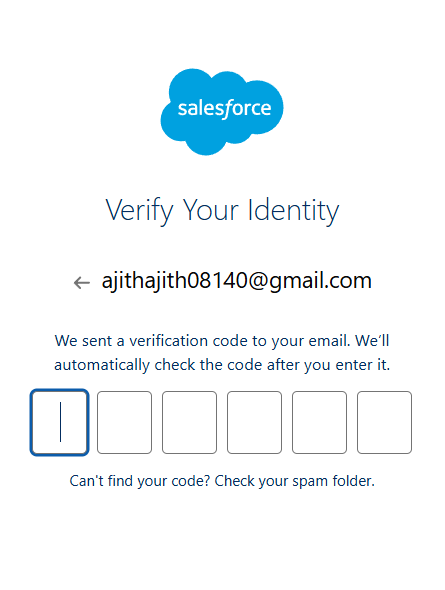 salesforce
Verify Your Identity
ajithajith08140@gmail.com
We sent a verification code to your email. We’ll
automatically check the code after you enter it.
Can't find your code? Check your spam folder.